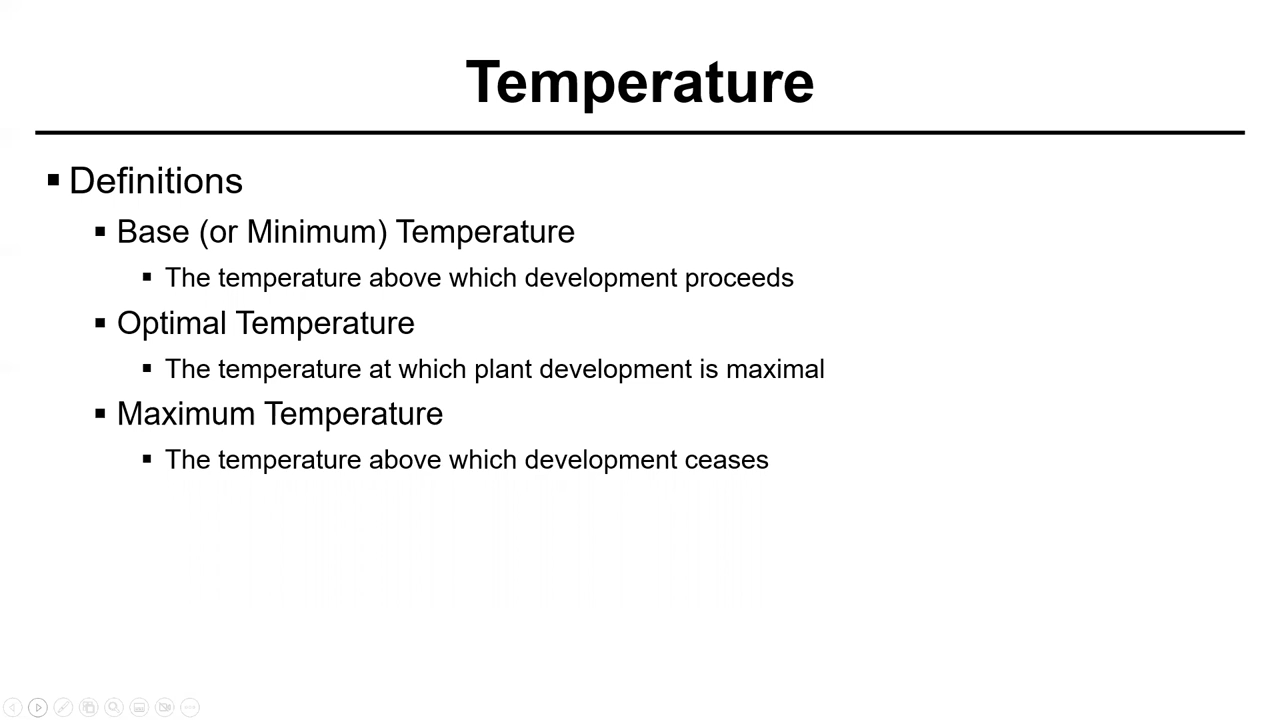 Temperature
Definitions
Base (or Minimum) Temperature
The temperature above which development proceeds
Optimal Temperature
The temperature at which plant development is maximal
Maximum Temperature
The temperature above which development ceases